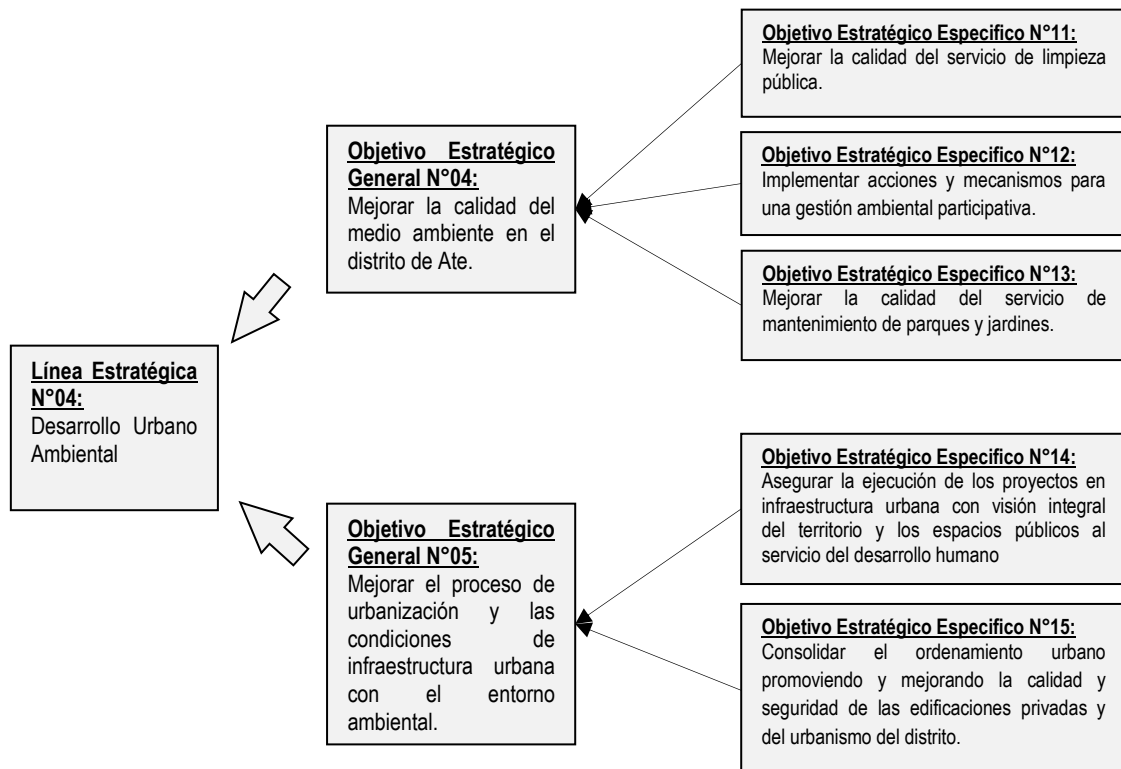 Línea Estratégica
N°04:
Desarrollo Urbano
Ambiental
Objetivo Estratégico
General N°04:
Mejorar la calidad del
medio ambiente en el
distrito de Ate.
Objetivo Estratégico Especifico N°11:
Mejorar la calidad del servicio de limpieza
pública.
Objetivo Estratégico Especifico N°12:
Implementar acciones y mecanismos para
una gestión ambiental participativa.
Objetivo Estratégico Especifico N°13:
Mejorar la calidad del servicio de
mantenimiento de parques y jardines.
Objetivo Estratégico
General N°05:
Mejorar el proceso de
urbanización y las
condiciones de
infraestructura urbana
con el entorno
ambiental.
Objetivo Estratégico Especifico N°14:
Asegurar la ejecución de los proyectos en
infraestructura urbana con visión integral
del territorio y los espacios públicos al
servicio del desarrollo humano
Objetivo Estratégico Especifico N°15:
Consolidar el ordenamiento urbano
promoviendo y mejorando la calidad y
seguridad de las edificaciones privadas y
del urbanismo del distrito.